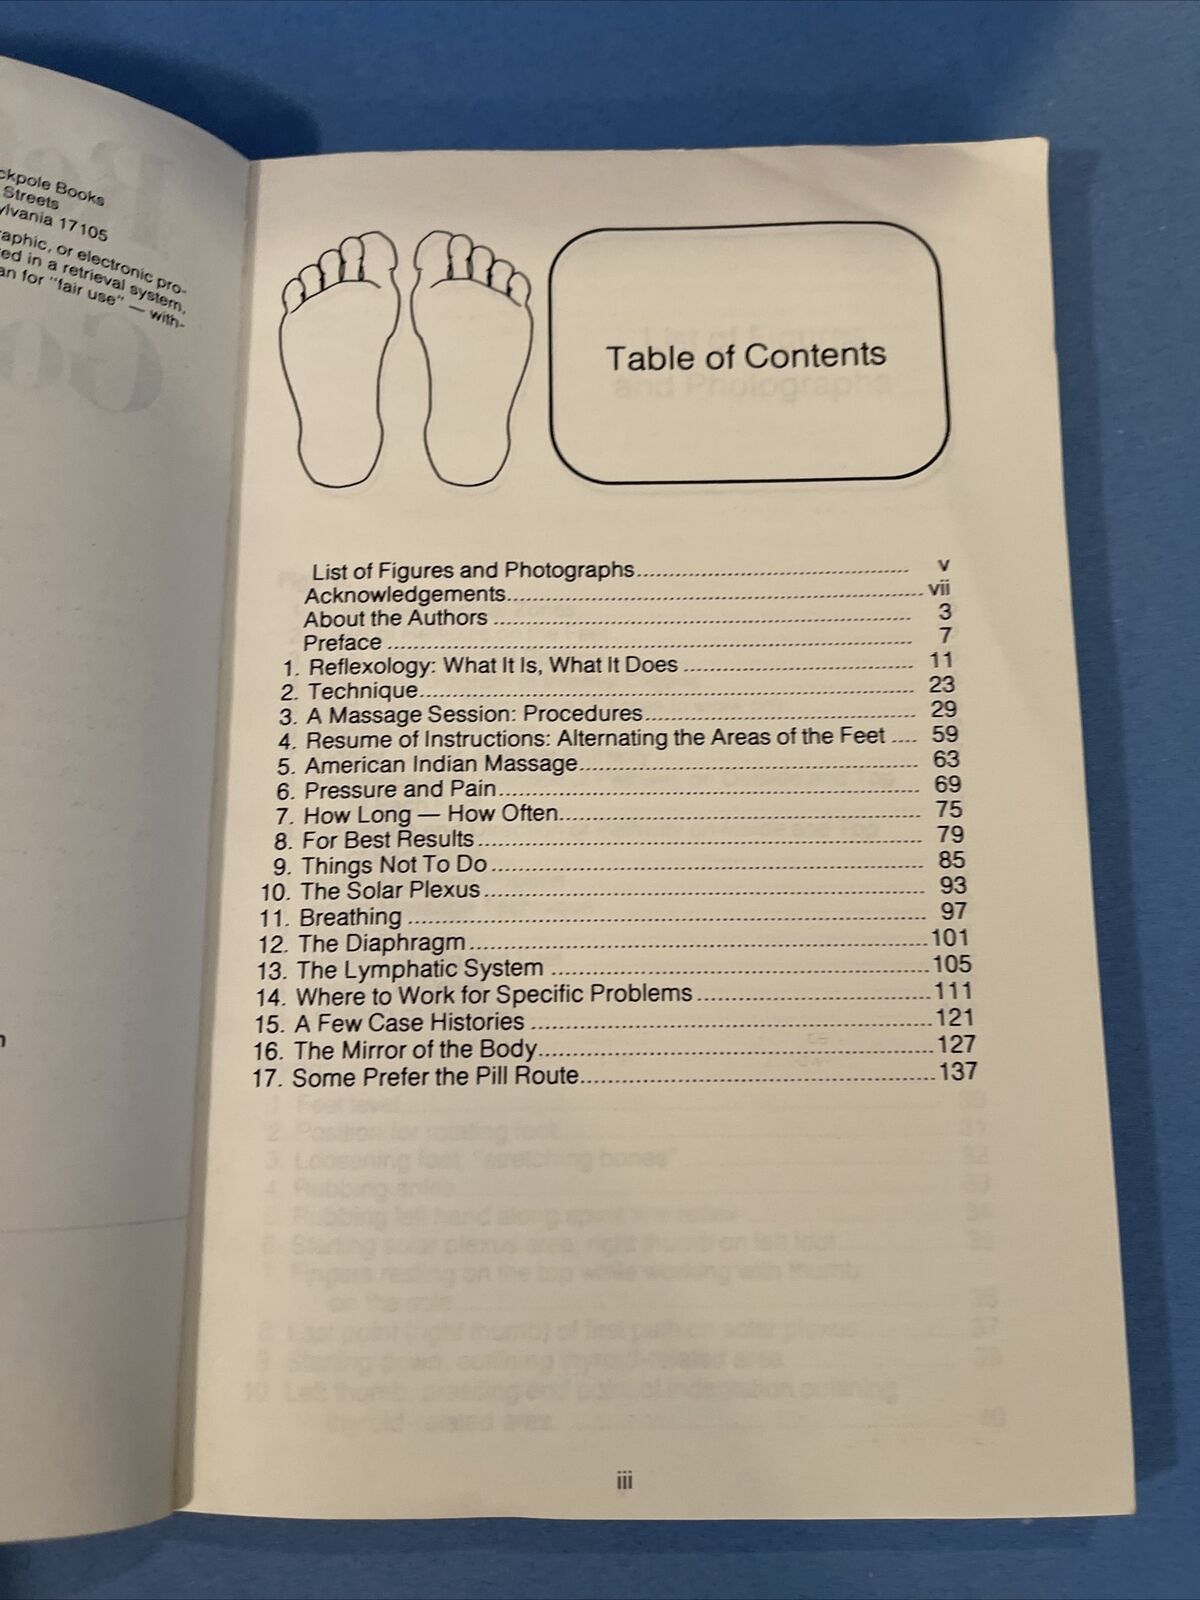 ckpole Books
Streets
ylvania 17105
aphic, or electronic pro-
ed in a retrieval system,
an for "fair use" — with-
Table of Contents
List of Figures and Photographs.......... v
Acknowledgements.......... vii
About the Authors .......... 3
Preface .......... 7
1. Reflexology: What It Is, What It Does .......... 11
2. Technique.......... 23
3. A Massage Session: Procedures.......... 29
4. Resume of Instructions: Alternating the Areas of the Feet .... 59
5. American Indian Massage.......... 63
6. Pressure and Pain.......... 69
7. How Long — How Often.......... 75
8. For Best Results.......... 79
9. Things Not To Do.......... 85
10. The Solar Plexus.......... 93
11. Breathing .......... 97
12. The Diaphragm.......... 101
13. The Lymphatic System .......... 105
14. Where to Work for Specific Problems .......... 111
15. A Few Case Histories .......... 121
16. The Mirror of the Body.......... 127
17. Some Prefer the Pill Route.......... 137
iii